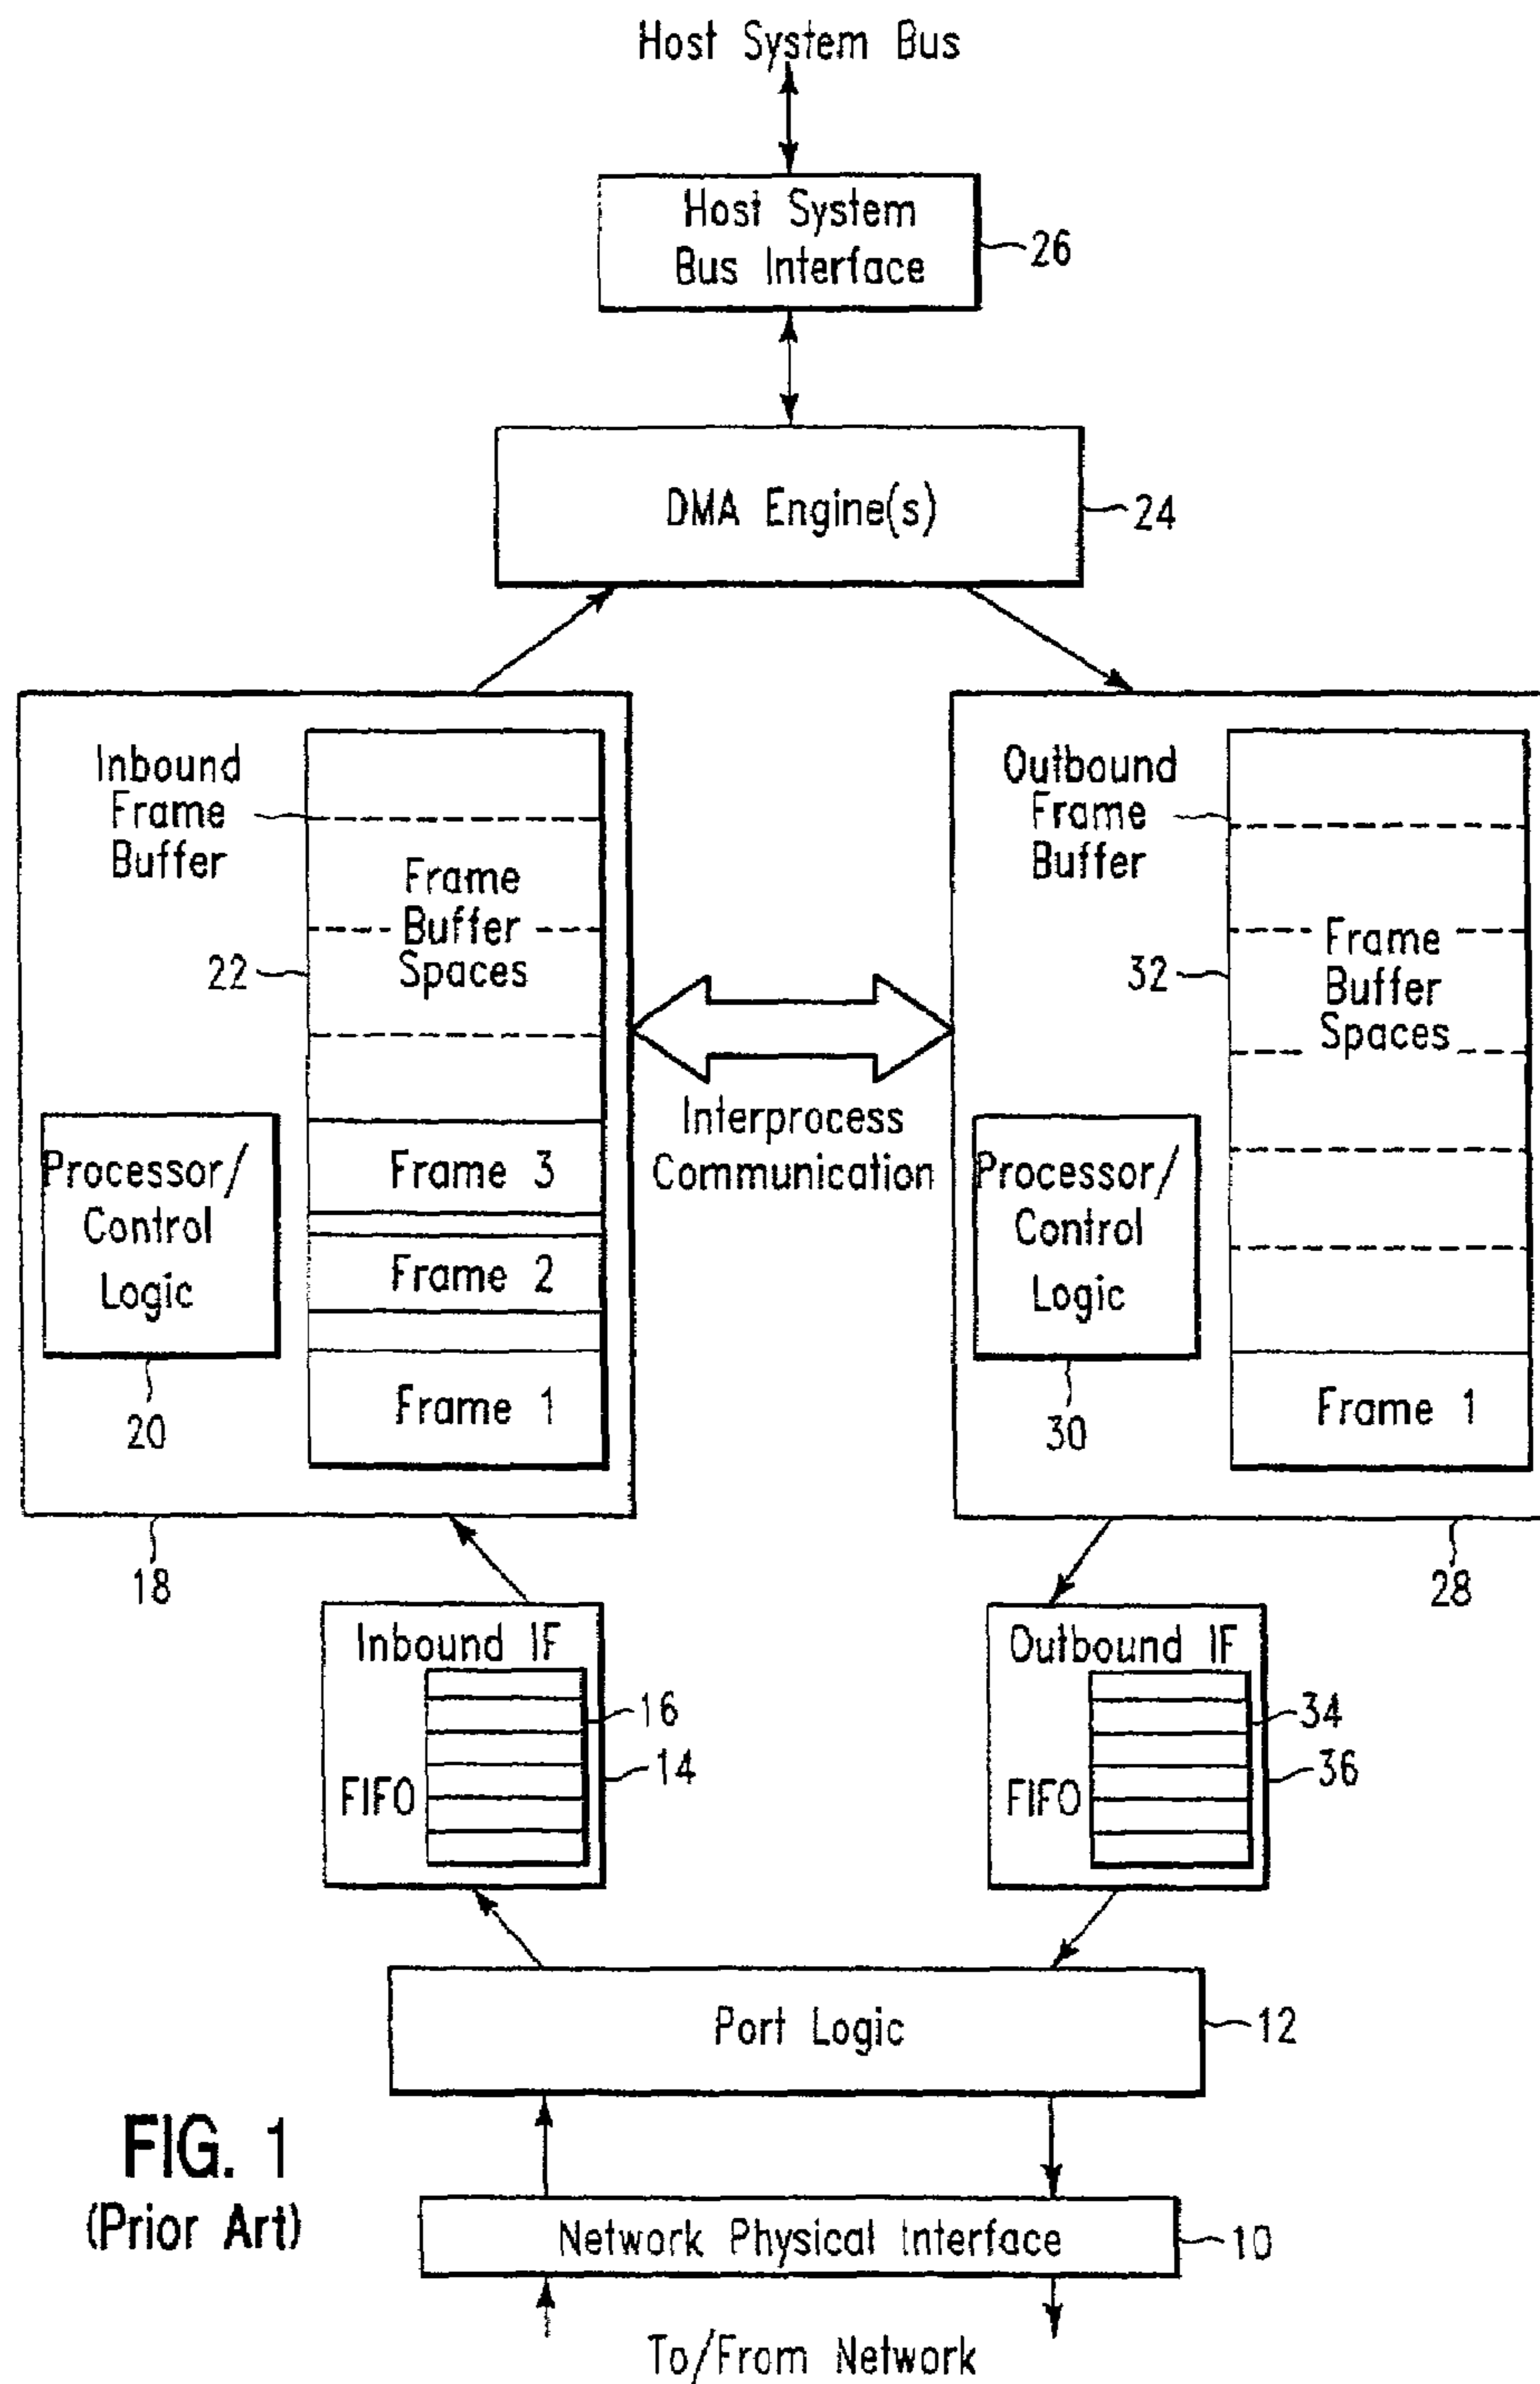 Host System Bus
Host System
Bus Interface
26
DMA Engine(s)
24
Inbound
Frame
Buffer
Frame
Buffer
Spaces
22
Frame 3
Frame 2
Frame 1
Processor/
Control
Logic
20
18
Interprocess
Communication
Outbound
Frame
Buffer
Frame
Buffer
Spaces
32
Frame 1
Processor/
Control
Logic
30
28
Inbound IF
FIFO
16
14
Outbound IF
FIFO
34
36
Port Logic
12
Network Physical Interface
10
To/From Network
FIG. 1
(Prior Art)